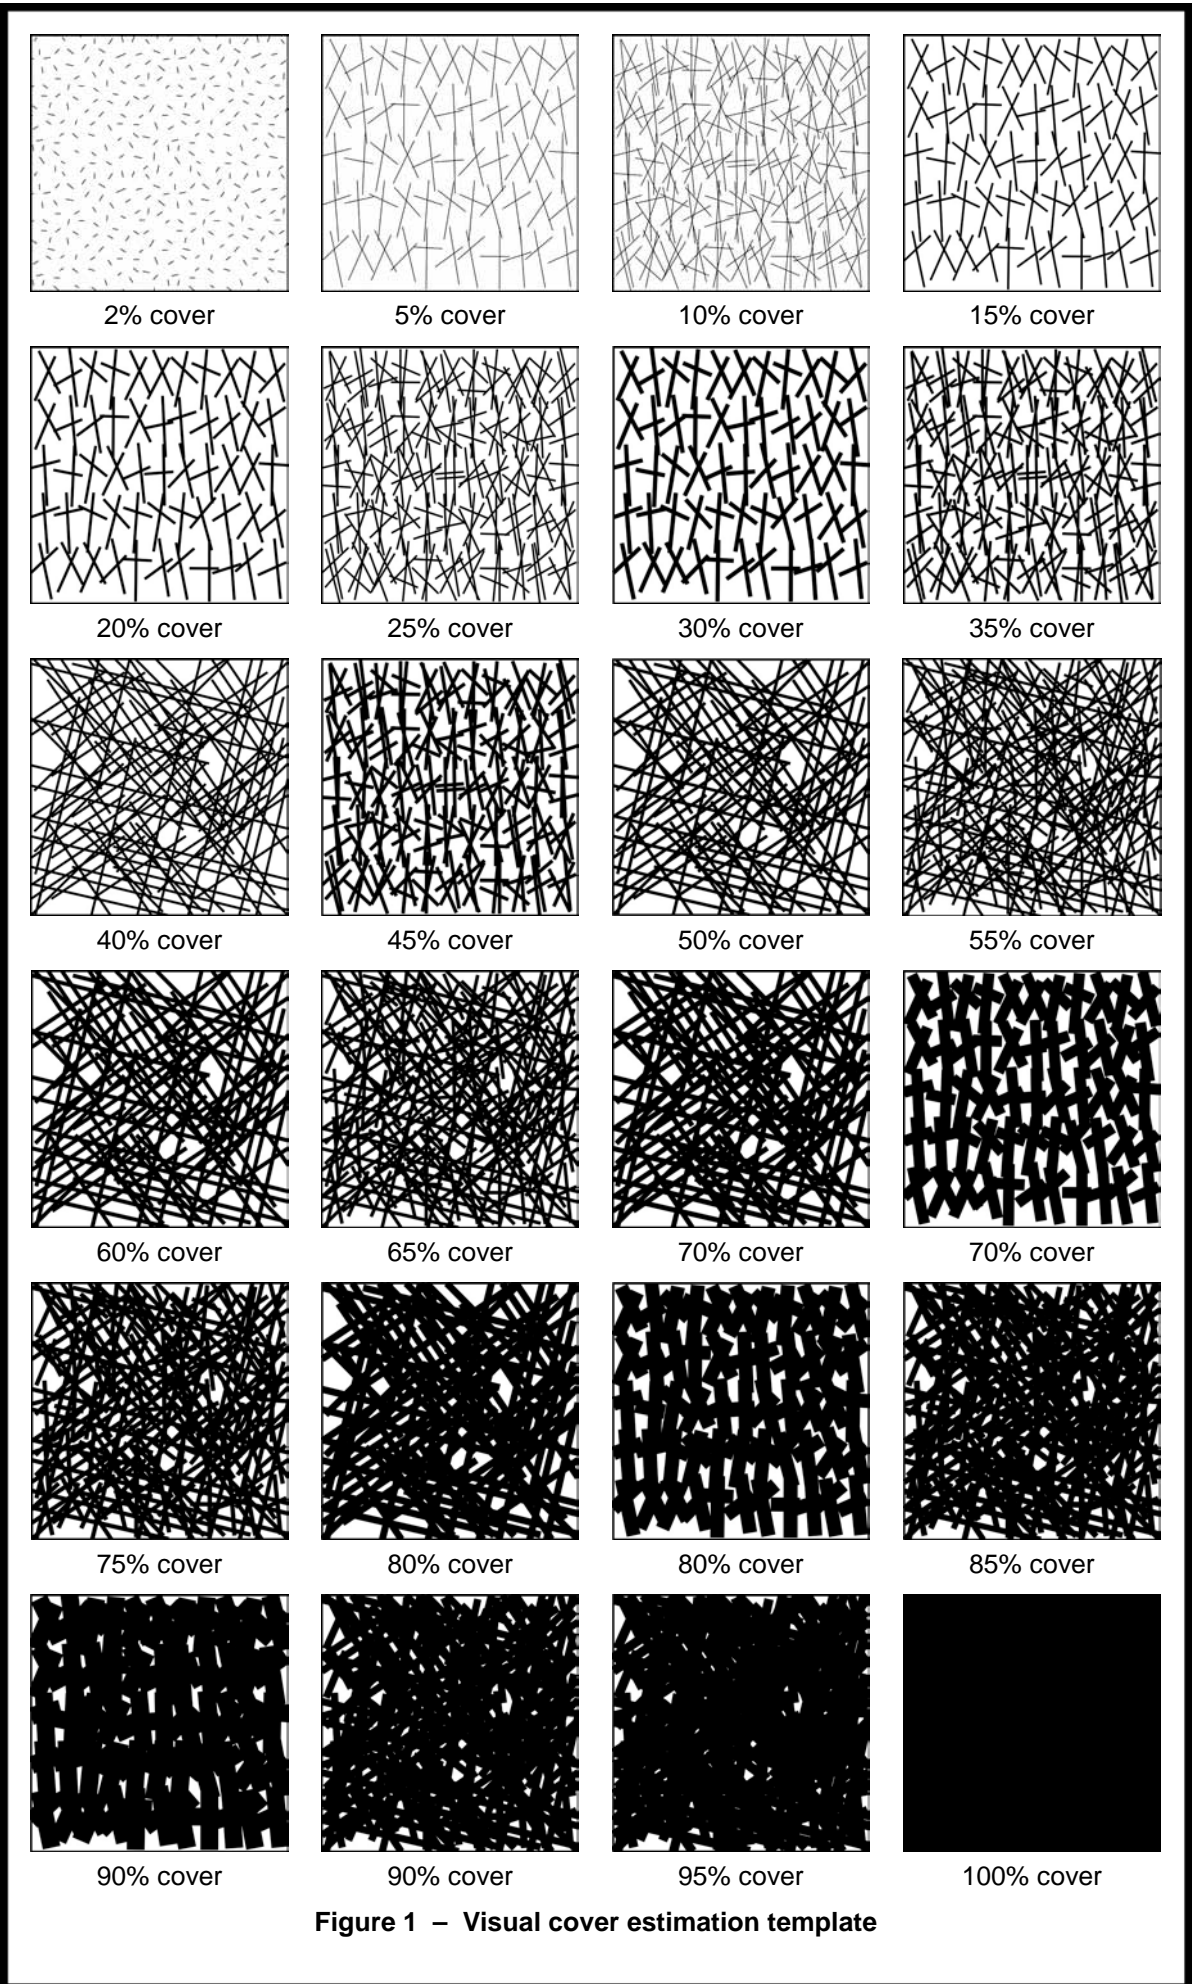 2% cover 5% cover 10% cover 15% cover
20% cover 25% cover 30% cover 35% cover
40% cover 45% cover 50% cover 55% cover
60% cover 65% cover 70% cover 70% cover
75% cover 80% cover 80% cover 85% cover
90% cover 90% cover 95% cover 100% cover
Figure 1 – Visual cover estimation template